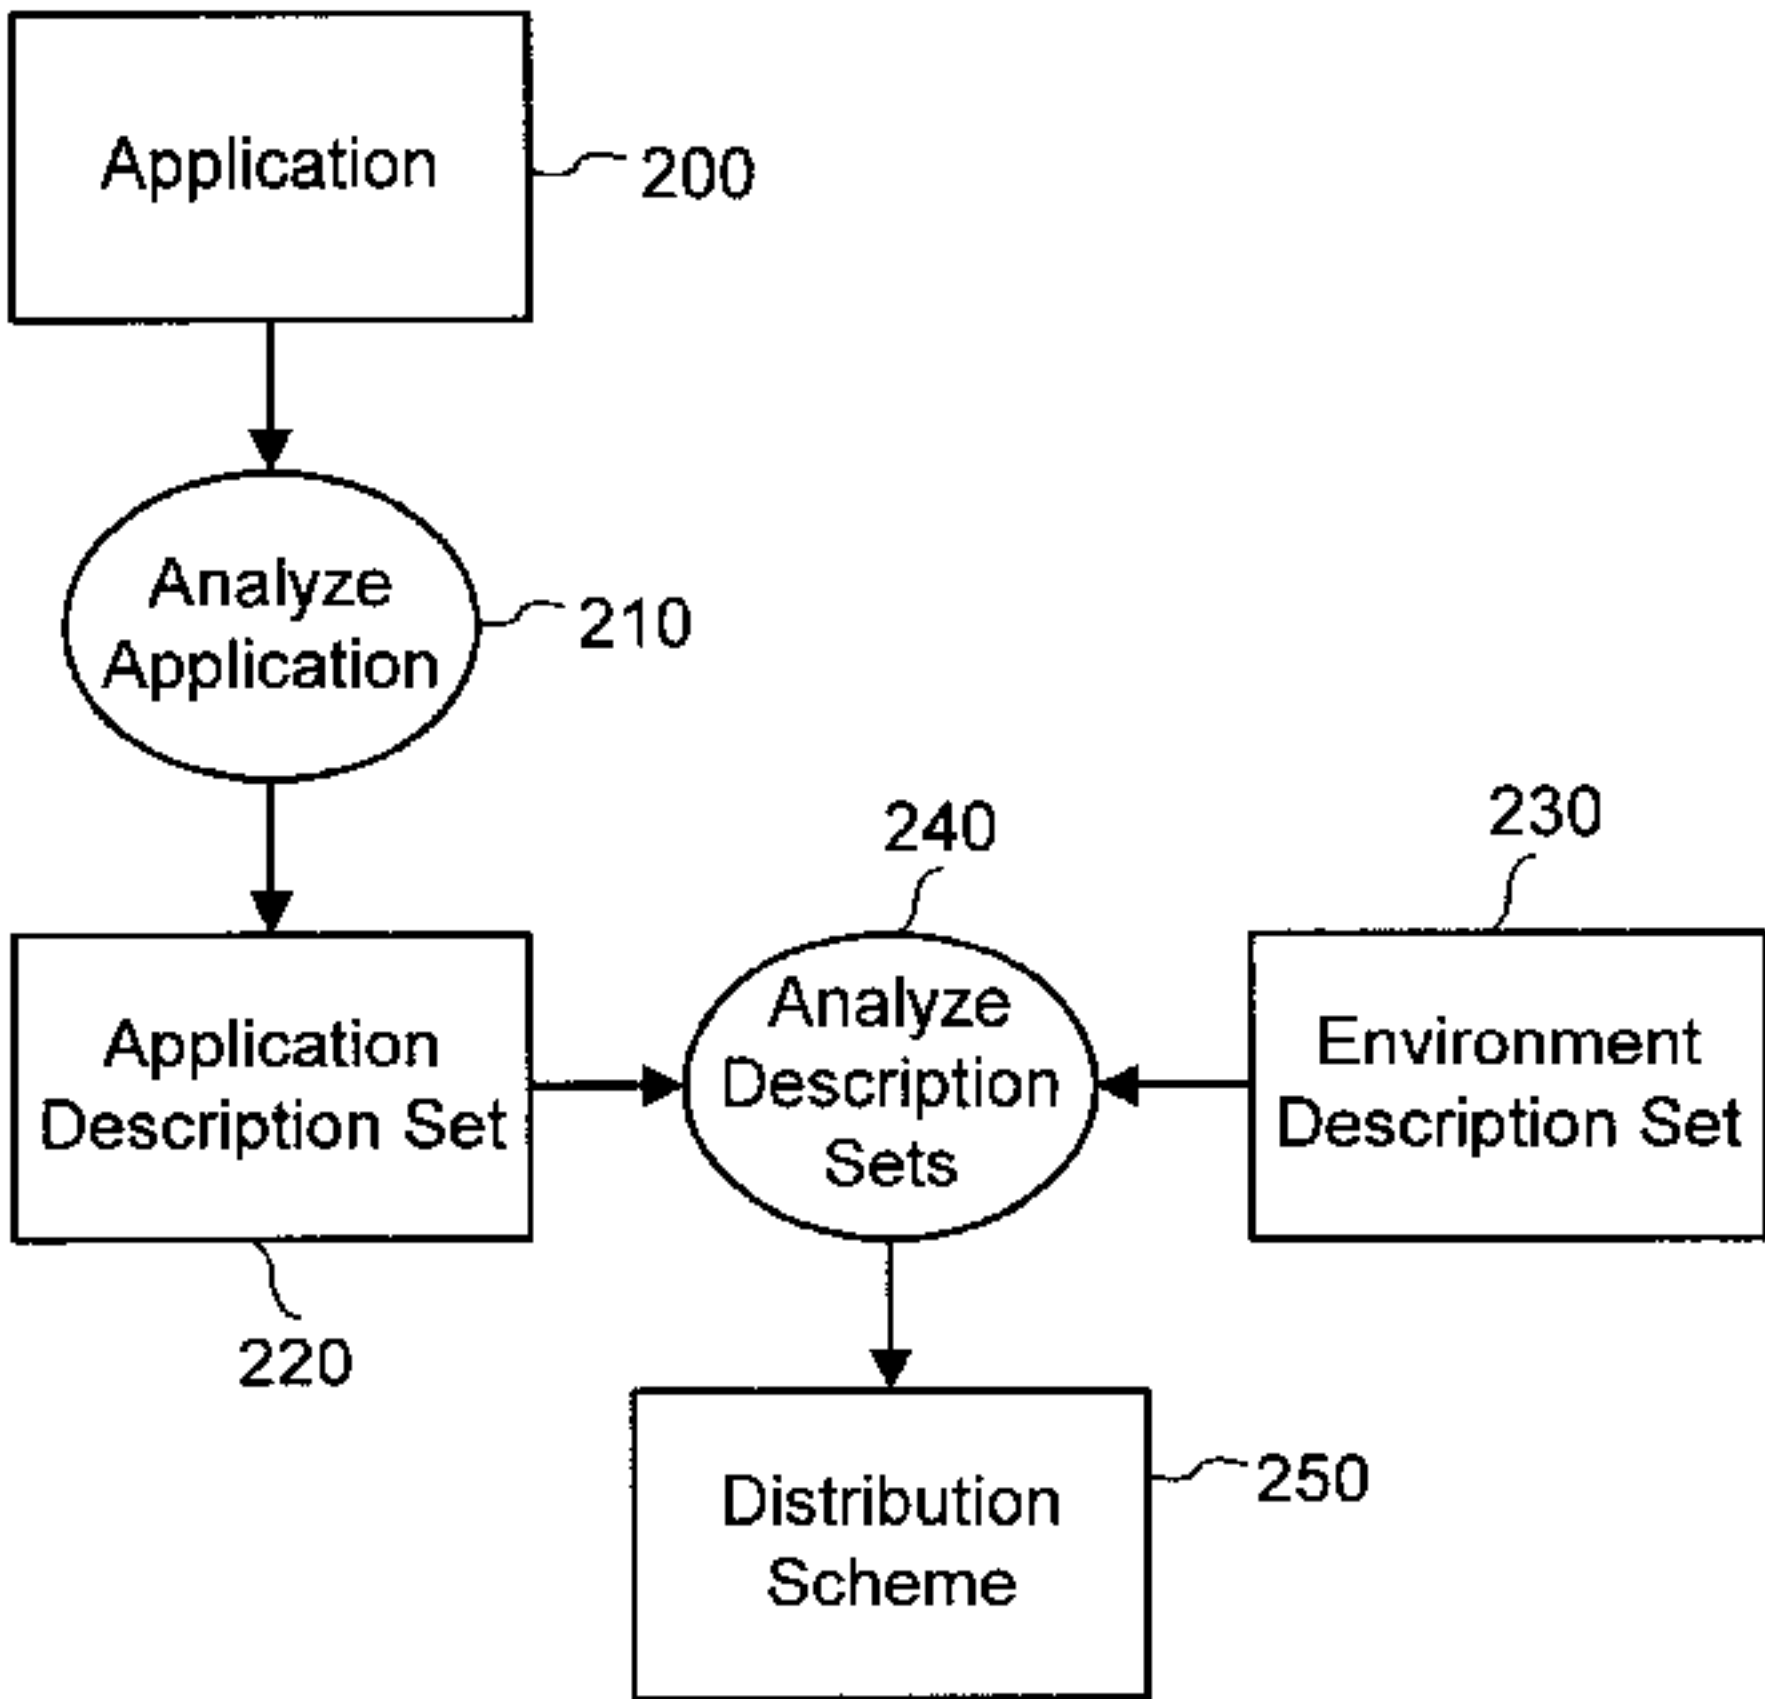 Application
200
Analyze
Application
210
240
230
Application
Description Set
Analyze
Description
Sets
Environment
Description Set
220
Distribution
Scheme
250